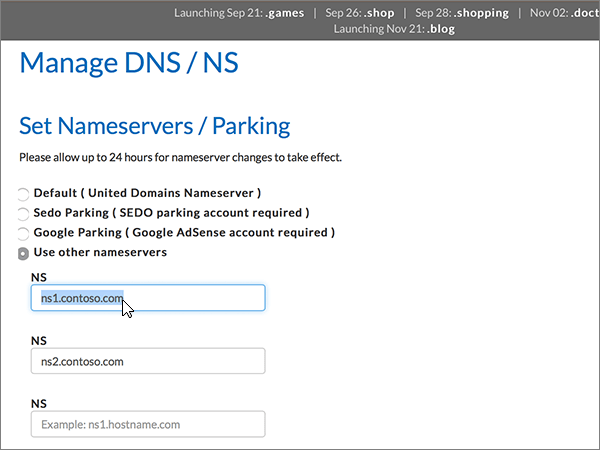 Launching Sep 21: .games | Sep 26: .shop | Sep 28: .shopping | Nov 02: .doct
Launching Nov 21: .blog
Manage DNS / NS
Set Nameservers / Parking
Please allow up to 24 hours for nameserver changes to take effect.
Default ( United Domains Nameserver )
Sedo Parking ( SEDO parking account required )
Google Parking ( Google AdSense account required )
Use other nameservers
NS
ns1.contoso.com
NS
ns2.contoso.com
NS
Example: ns1.hostname.com